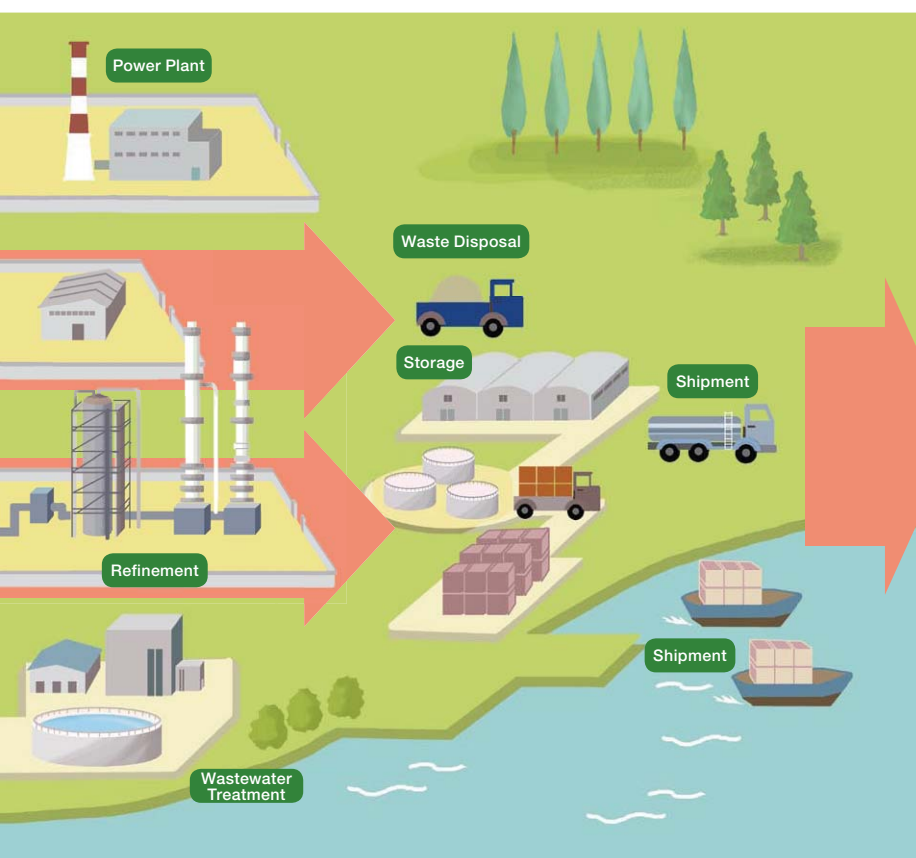 Power Plant
Waste Disposal
Storage
Shipment
Refinement
Shipment
Wastewater
Treatment